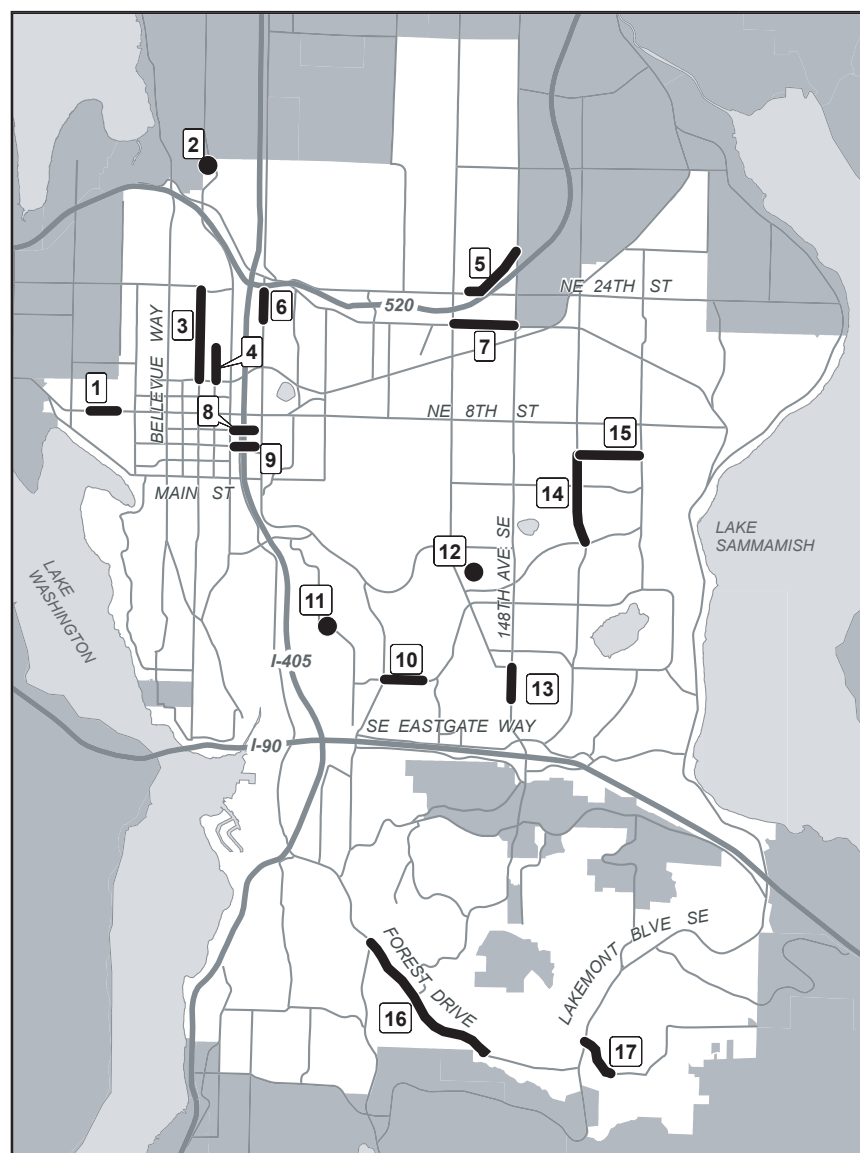 2
5
NE 24TH ST
6
520
3
BELLEVUE WAY
7
4
1
8
NE 8TH ST
15
9
14
MAIN ST
LAKE
SAMMAMISH
148TH AVE SE
12
LAKE
WASHINGTON
11
I-405
10
13
SE EASTGATE WAY
I-90
FOREST DRIVE
LAKEMONT BLVE SE
16
17